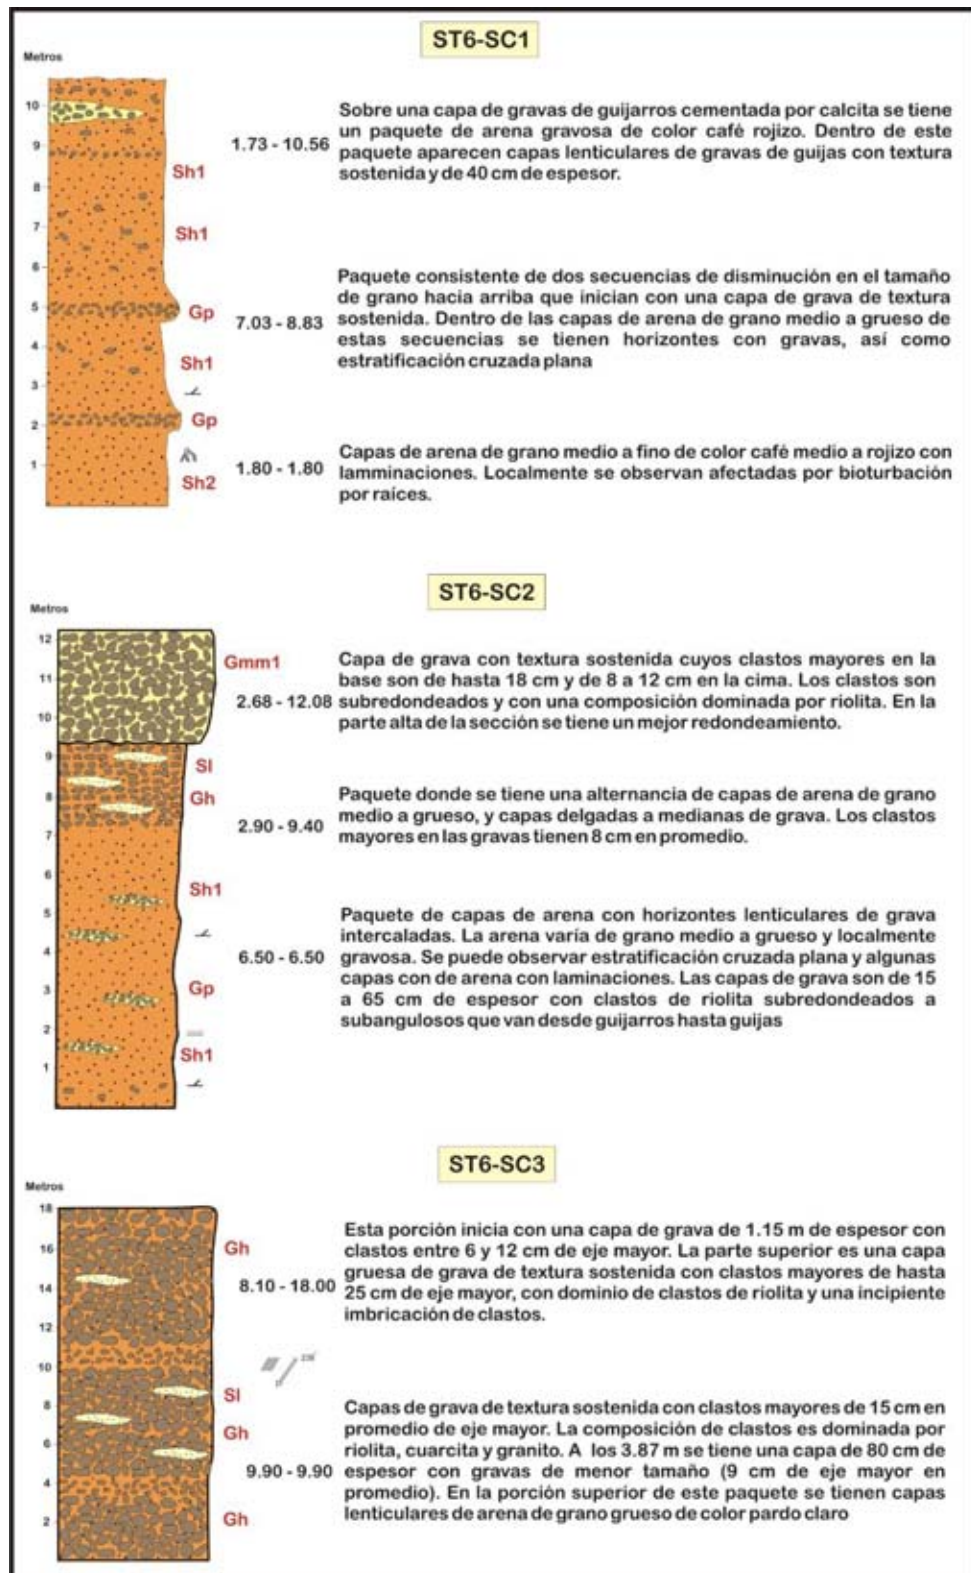 ST6-SC1
Metros
10
9
8
7
6
5
4
3
2
1
Sh1
Sh1
Gp
Sh1
Gp
Sh2
1.73 - 10.56
Sobre una capa de gravas de guijarros cementada por calcita se tiene
un paquete de arena gravosa de color café rojizo. Dentro de este
paquete aparecen capas lenticulares de gravas de guijas con textura
sostenida y de 40 cm de espesor.
7.03 - 8.83
Paquete consistente de dos secuencias de disminución en el tamaño
de grano hacia arriba que inician con una capa de grava de textura
sostenida. Dentro de las capas de arena de grano medio a grueso de
estas secuencias se tienen horizontes con gravas, así como
estratificación cruzada plana
1.80 - 1.80
Capas de arena de grano medio a fino de color café medio a rojizo con
lamminaciones. Localmente se observan afectadas por bioturbación
por raíces.
ST6-SC2
Metros
12
11
10
9
8
7
6
5
4
3
2
1
Gmm1
Sl
Gh
Sh1
Gp
Sh1
2.68 - 12.08
Capa de grava con textura sostenida cuyos clastos mayores en la
base son de hasta 18 cm y de 8 a 12 cm en la cima. Los clastos son
subredondeados y con una composición dominada por riolita. En la
parte alta de la sección se tiene un mejor redondeamiento.
2.90 - 9.40
Paquete donde se tiene una alternancia de capas de arena de grano
medio a grueso, y capas delgadas a medianas de grava. Los clastos
mayores en las gravas tienen 8 cm en promedio.
6.50 - 6.50
Paquete de capas de arena con horizontes lenticulares de grava
intercaladas. La arena varía de grano medio a grueso y localmente
gravosa. Se puede observar estratificación cruzada plana y algunas
capas con de arena con laminaciones. Las capas de grava son de 15
a 65 cm de espesor con clastos de riolita subredondeados a
subangulosos que van desde guijarros hasta guijas
ST6-SC3
Metros
18
16
14
12
10
8
6
4
2
Gh
Sl
Gh
Gh
8.10 - 18.00
Esta porción inicia con una capa de grava de 1.15 m de espesor con
clastos entre 6 y 12 cm de eje mayor. La parte superior es una capa
gruesa de grava de textura sostenida con clastos mayores de hasta
25 cm de eje mayor, con dominio de clastos de riolita y una incipiente
imbricación de clastos.
9.90 - 9.90
Capas de grava de textura sostenida con clastos mayores de 15 cm en
promedio de eje mayor. La composición de clastos es dominada por
riolita, cuarcita y granito. A los 3.87 m se tiene una capa de 80 cm de
espesor con gravas de menor tamaño (9 cm de eje mayor en
promedio). En la porción superior de este paquete se tienen capas
lenticulares de arena de grano grueso de color pardo claro